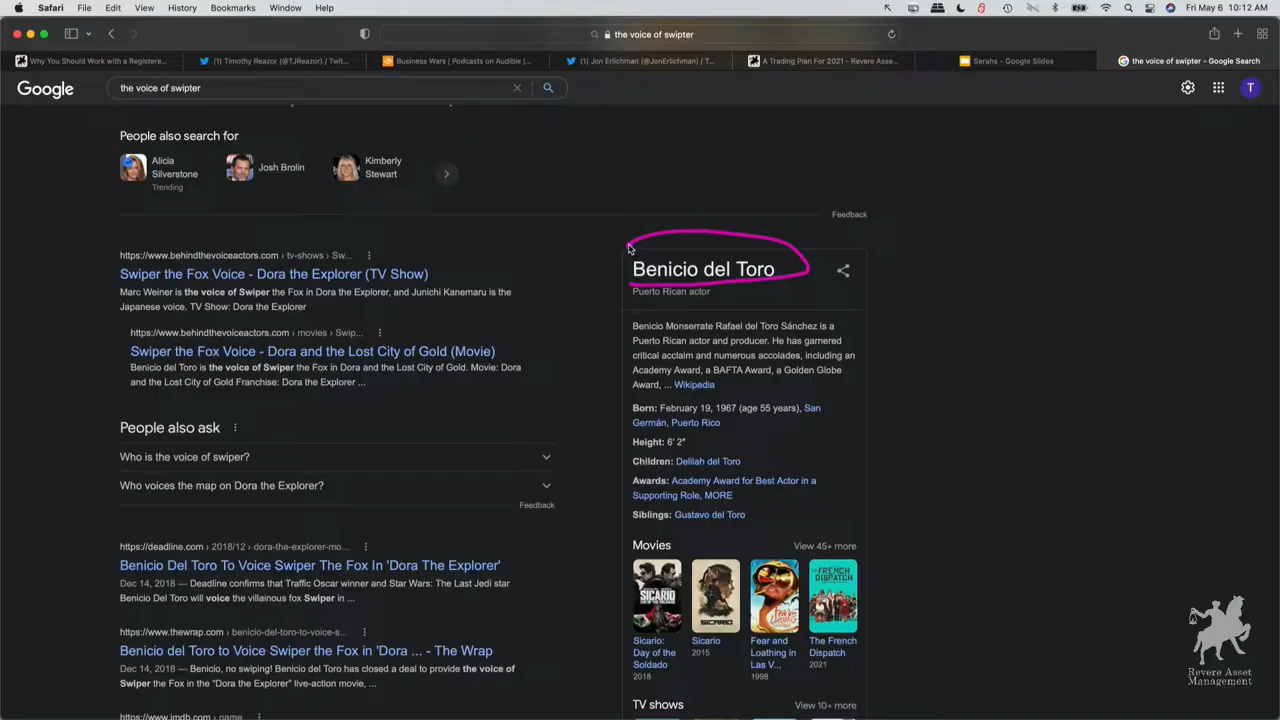 Safari File Edit View History Bookmarks Window Help
Fri May 6 10:12 AM
the voice of swipter
Why You Should Work with a Registere...
(1) Timothy Reazor (@TJReazor) / Twit...
Business Wars | Podcasts on Audible |...
(1) Jon Erlichman (@JonErlichman) / T...
A Trading Plan For 2021 - Revere Asse...
Serahs - Google Slides
the voice of swipter - Google Search
Google
the voice of swipter
T
People also search for
Alicia
Silverstone
Trending
Josh Brolin
Kimberly
Stewart
Feedback
https://www.behindthevoiceactors.com › tv-shows › Sw...
Swiper the Fox Voice - Dora the Explorer (TV Show)
Marc Weiner is the voice of Swiper the Fox in Dora the Explorer, and Junichi Kanemaru is the
Japanese voice. TV Show: Dora the Explorer
https://www.behindthevoiceactors.com › movies › Swip...
Swiper the Fox Voice - Dora and the Lost City of Gold (Movie)
Benicio del Toro is the voice of Swiper the Fox in Dora and the Lost City of Gold. Movie: Dora
and the Lost City of Gold Franchise: Dora the Explorer ...
People also ask
Who is the voice of swiper?
Who voices the map on Dora the Explorer?
Feedback
https://deadline.com › 2018/12 › dora-the-explorer-mo...
Benicio Del Toro To Voice Swiper The Fox In 'Dora The Explorer'
Dec 14, 2018 — Deadline confirms that Traffic Oscar winner and Star Wars: The Last Jedi star
Benicio Del Toro will voice the villainous fox Swiper in ...
https://www.thewrap.com › benicio-del-toro-to-voice-s...
Benicio del Toro to Voice Swiper the Fox in 'Dora ... - The Wrap
Dec 14, 2018 — Benicio, no swiping! Benicio del Toro has closed a deal to provide the voice of
Swiper the Fox in the "Dora the Explorer" live-action movie, ...
https://www.imdb.com › name
Benicio del Toro
Puerto Rican actor
Benicio Monserrate Rafael del Toro Sánchez is a
Puerto Rican actor and producer. He has garnered
critical acclaim and numerous accolades, including an
Academy Award, a BAFTA Award, a Golden Globe
Award, ... Wikipedia
Born: February 19, 1967 (age 55 years), San
Germán, Puerto Rico
Height: 6′ 2″
Children: Delilah del Toro
Awards: Academy Award for Best Actor in a
Supporting Role, MORE
Siblings: Gustavo del Toro
Movies
View 45+ more
SICARIO
SICARIO
THE FRENCH
DISPATCH
Sicario:
Day of the
Soldado
2018
Sicario
2015
Fear and
Loathing in
Las V...
1998
The French
Dispatch
2021
TV shows
View 10+ more
Revere Asset
Management